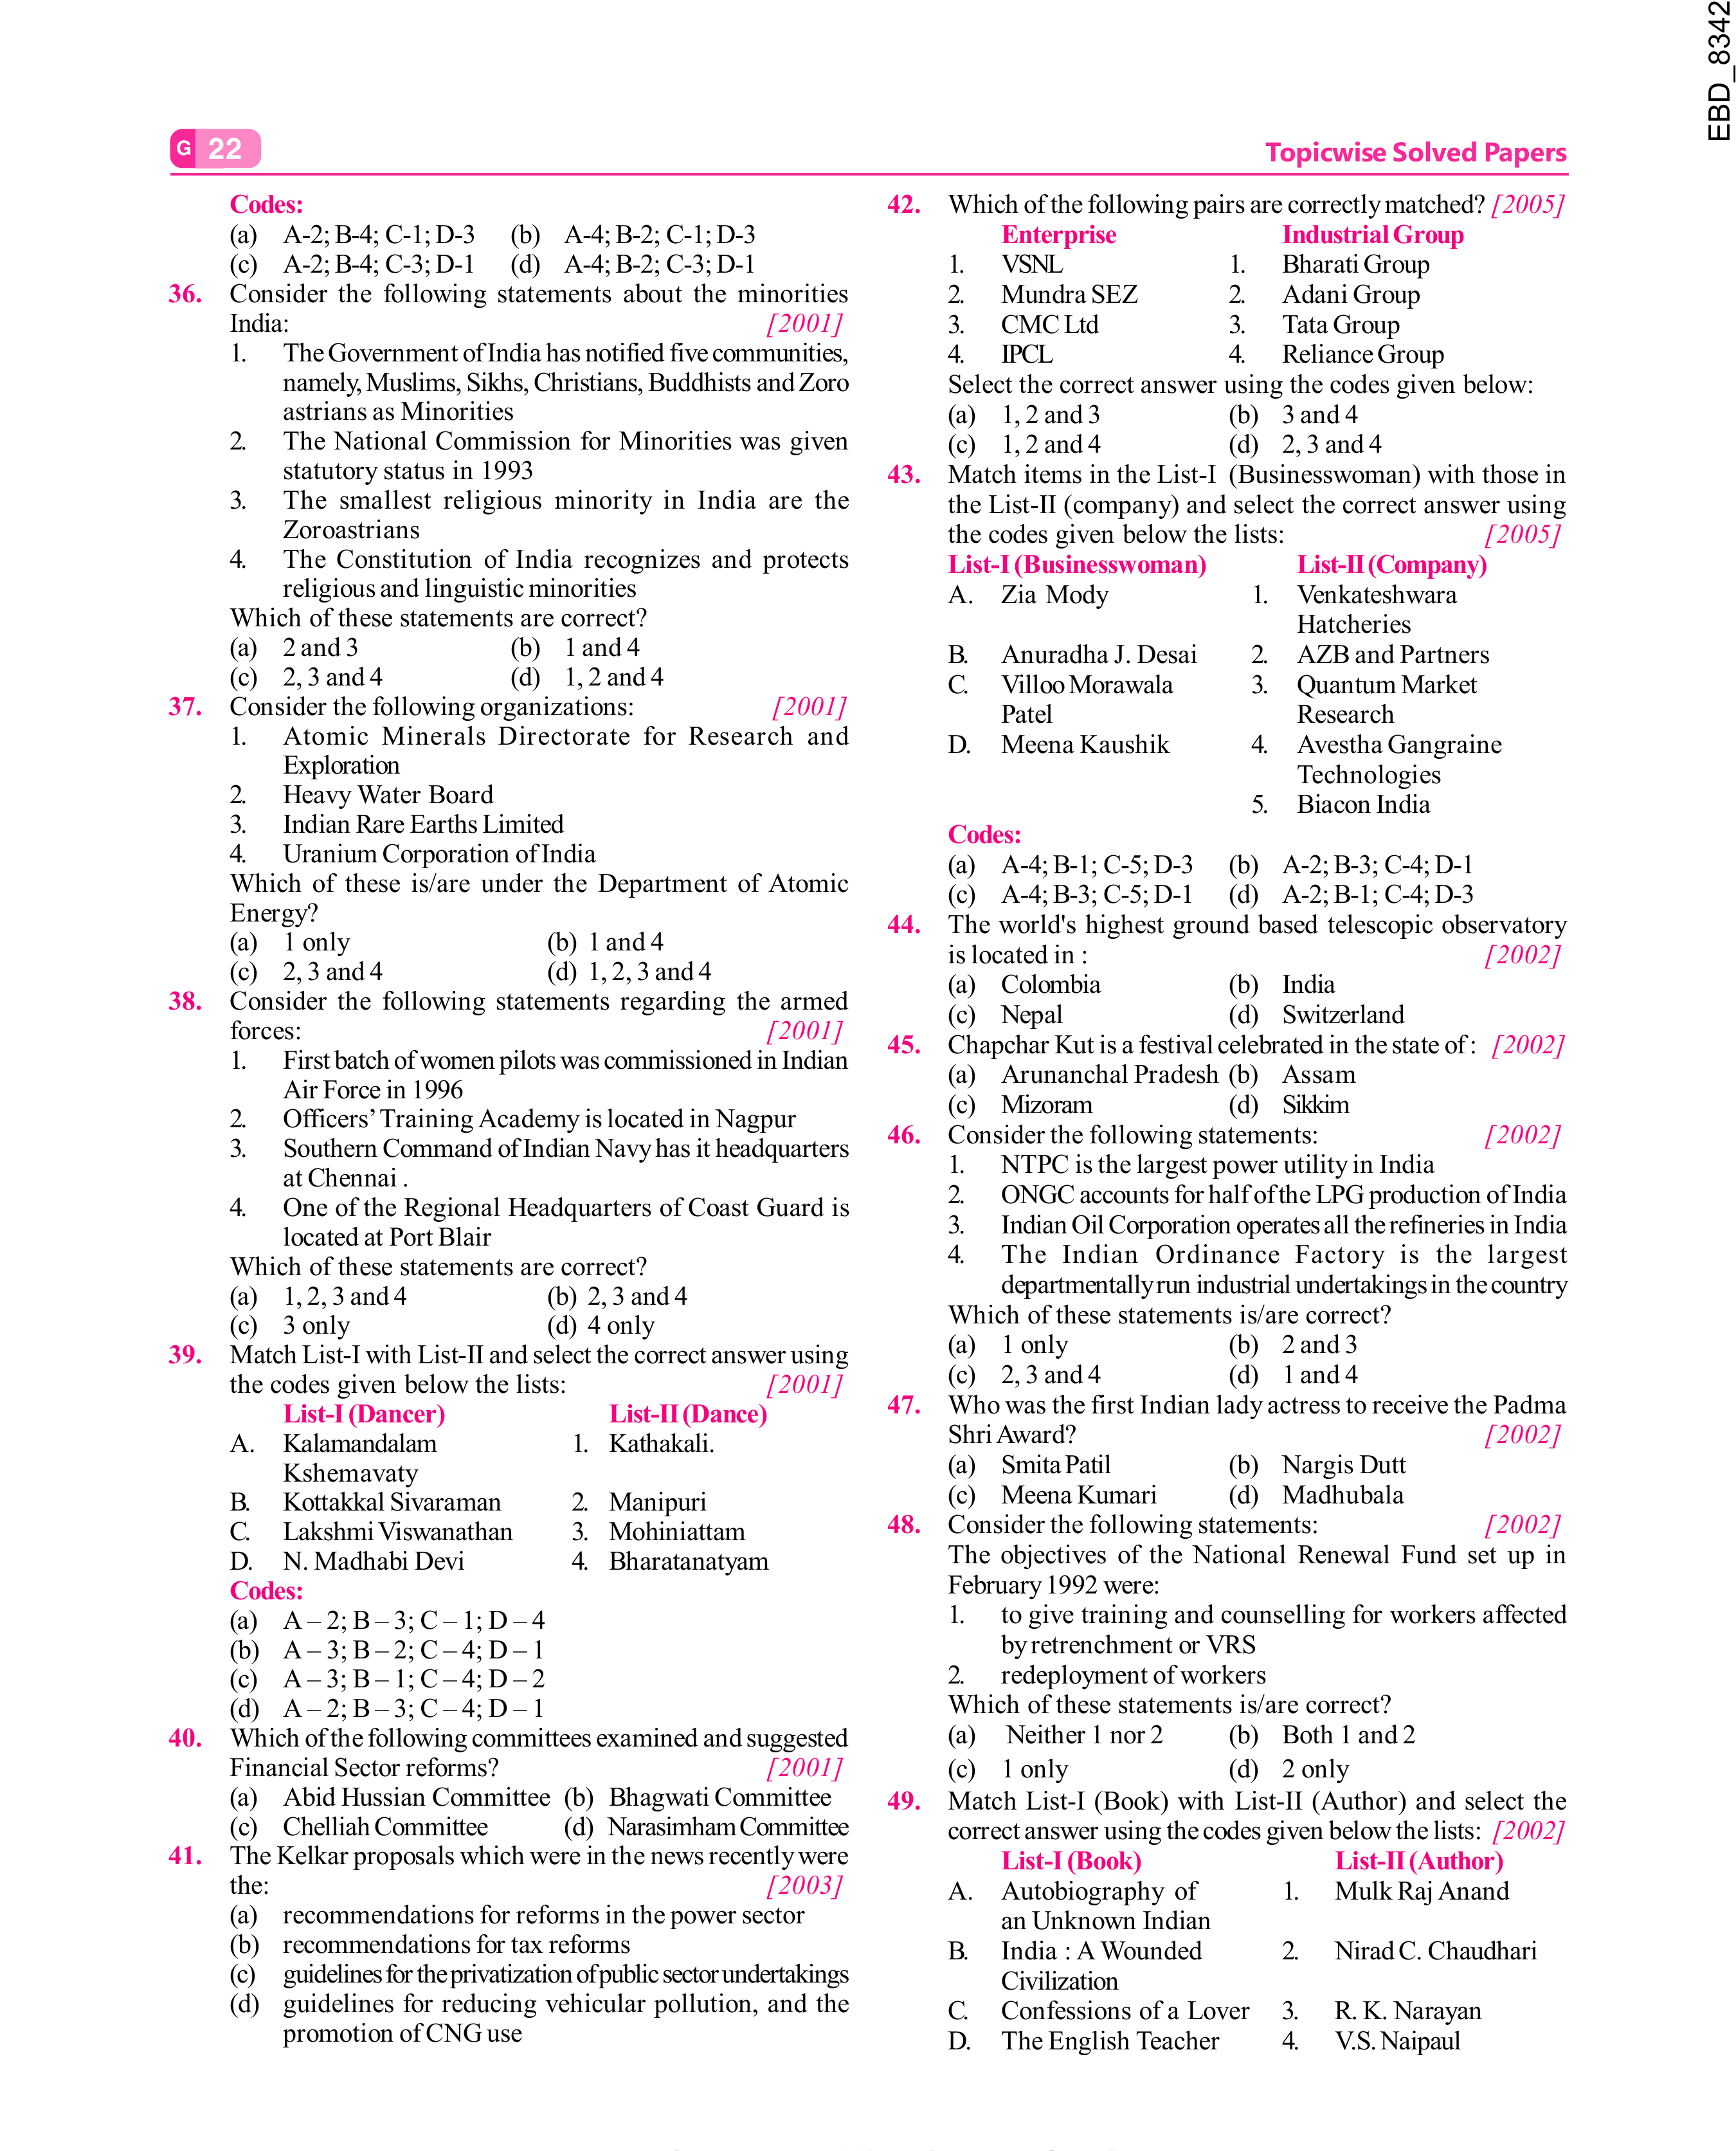 EBD_8342
G 22
Topicwise Solved Papers
Codes:
(a) A-2; B-4; C-1; D-3 (b) A-4; B-2; C-1; D-3
(c) A-2; B-4; C-3; D-1 (d) A-4; B-2; C-3; D-1
36. Consider the following statements about the minorities
India: [2001]
1. The Government of India has notified five communities,
namely, Muslims, Sikhs, Christians, Buddhists and Zoro
astrians as Minorities
2. The National Commission for Minorities was given
statutory status in 1993
3. The smallest religious minority in India are the
Zoroastrians
4. The Constitution of India recognizes and protects
religious and linguistic minorities
Which of these statements are correct?
(a) 2 and 3 (b) 1 and 4
(c) 2, 3 and 4 (d) 1, 2 and 4
37. Consider the following organizations: [2001]
1. Atomic Minerals Directorate for Research and
Exploration
2. Heavy Water Board
3. Indian Rare Earths Limited
4. Uranium Corporation of India
Which of these is/are under the Department of Atomic
Energy?
(a) 1 only (b) 1 and 4
(c) 2, 3 and 4 (d) 1, 2, 3 and 4
38. Consider the following statements regarding the armed
forces: [2001]
1. First batch of women pilots was commissioned in Indian
Air Force in 1996
2. Officers’ Training Academy is located in Nagpur
3. Southern Command of Indian Navy has it headquarters
at Chennai .
4. One of the Regional Headquarters of Coast Guard is
located at Port Blair
Which of these statements are correct?
(a) 1, 2, 3 and 4 (b) 2, 3 and 4
(c) 3 only (d) 4 only
39. Match List-I with List-II and select the correct answer using
the codes given below the lists: [2001]
List-I (Dancer) List-II (Dance)
A. Kalamandalam 1. Kathakali.
Kshemavaty
B. Kottakkal Sivaraman 2. Manipuri
C. Lakshmi Viswanathan 3. Mohiniattam
D. N. Madhabi Devi 4. Bharatanatyam
Codes:
(a) A – 2; B – 3; C – 1; D – 4
(b) A – 3; B – 2; C – 4; D – 1
(c) A – 3; B – 1; C – 4; D – 2
(d) A – 2; B – 3; C – 4; D – 1
40. Which of the following committees examined and suggested
Financial Sector reforms? [2001]
(a) Abid Hussian Committee (b) Bhagwati Committee
(c) Chelliah Committee (d) Narasimham Committee
41. The Kelkar proposals which were in the news recently were
the: [2003]
(a) recommendations for reforms in the power sector
(b) recommendations for tax reforms
(c) guidelines for the privatization of public sector undertakings
(d) guidelines for reducing vehicular pollution, and the
promotion of CNG use
42. Which of the following pairs are correctly matched? [2005]
Enterprise Industrial Group
1. VSNL 1. Bharati Group
2. Mundra SEZ 2. Adani Group
3. CMC Ltd 3. Tata Group
4. IPCL 4. Reliance Group
Select the correct answer using the codes given below:
(a) 1, 2 and 3 (b) 3 and 4
(c) 1, 2 and 4 (d) 2, 3 and 4
43. Match items in the List-I (Businesswoman) with those in
the List-II (company) and select the correct answer using
the codes given below the lists: [2005]
List-I (Businesswoman) List-II (Company)
A. Zia Mody 1. Venkateshwara
Hatcheries
B. Anuradha J. Desai 2. AZB and Partners
C. Villoo Morawala 3. Quantum Market
Patel Research
D. Meena Kaushik 4. Avestha Gangraine
Technologies
5. Biacon India
Codes:
(a) A-4; B-1; C-5; D-3 (b) A-2; B-3; C-4; D-1
(c) A-4; B-3; C-5; D-1 (d) A-2; B-1; C-4; D-3
44. The world's highest ground based telescopic observatory
is located in : [2002]
(a) Colombia (b) India
(c) Nepal (d) Switzerland
45. Chapchar Kut is a festival celebrated in the state of : [2002]
(a) Arunanchal Pradesh (b) Assam
(c) Mizoram (d) Sikkim
46. Consider the following statements: [2002]
1. NTPC is the largest power utility in India
2. ONGC accounts for half of the LPG production of India
3. Indian Oil Corporation operates all the refineries in India
4. The Indian Ordinance Factory is the largest
departmentally run industrial undertakings in the country
Which of these statements is/are correct?
(a) 1 only (b) 2 and 3
(c) 2, 3 and 4 (d) 1 and 4
47. Who was the first Indian lady actress to receive the Padma
Shri Award? [2002]
(a) Smita Patil (b) Nargis Dutt
(c) Meena Kumari (d) Madhubala
48. Consider the following statements: [2002]
The objectives of the National Renewal Fund set up in
February 1992 were:
1. to give training and counselling for workers affected
by retrenchment or VRS
2. redeployment of workers
Which of these statements is/are correct?
(a) Neither 1 nor 2 (b) Both 1 and 2
(c) 1 only (d) 2 only
49. Match List-I (Book) with List-II (Author) and select the
correct answer using the codes given below the lists: [2002]
List-I (Book) List-II (Author)
A. Autobiography of 1. Mulk Raj Anand
an Unknown Indian
B. India : A Wounded 2. Nirad C. Chaudhari
Civilization
C. Confessions of a Lover 3. R. K. Narayan
D. The English Teacher 4. V.S. Naipaul